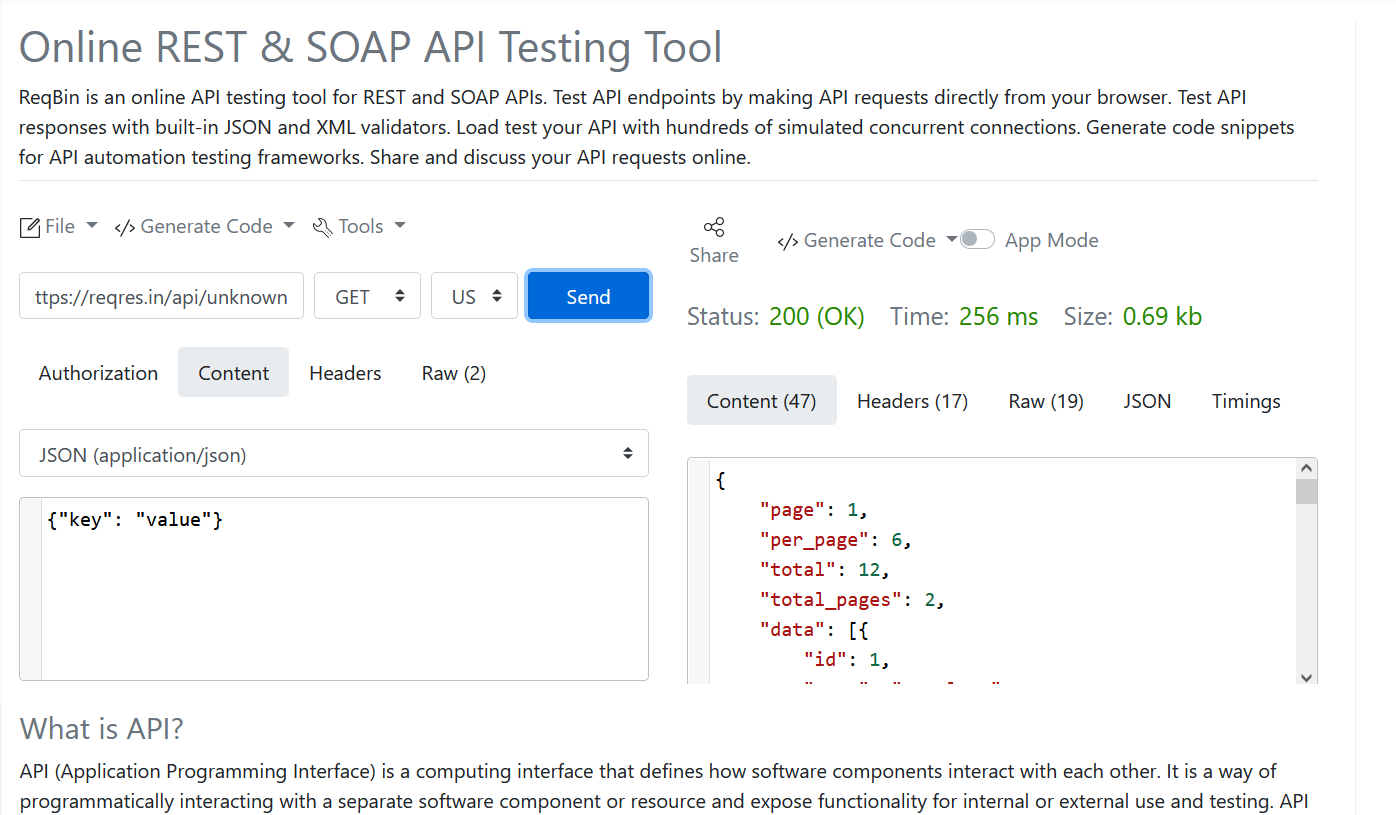 Online REST & SOAP API Testing Tool
ReqBin is an online API testing tool for REST and SOAP APIs. Test API endpoints by making API requests directly from your browser. Test API
responses with built-in JSON and XML validators. Load test your API with hundreds of simulated concurrent connections. Generate code snippets
for API automation testing frameworks. Share and discuss your API requests online.
File </> Generate Code Tools
ttps://reqres.in/api/unknown GET US Send
Authorization Content Headers Raw (2)
JSON (application/json)
{"key": "value"}
Share </> Generate Code App Mode
Status: 200 (OK) Time: 256 ms Size: 0.69 kb
Content (47) Headers (17) Raw (19) JSON Timings
{
"page": 1,
"per_page": 6,
"total": 12,
"total_pages": 2,
"data": [{
"id": 1,
What is API?
API (Application Programming Interface) is a computing interface that defines how software components interact with each other. It is a way of
programmatically interacting with a separate software component or resource and expose functionality for internal or external use and testing. API